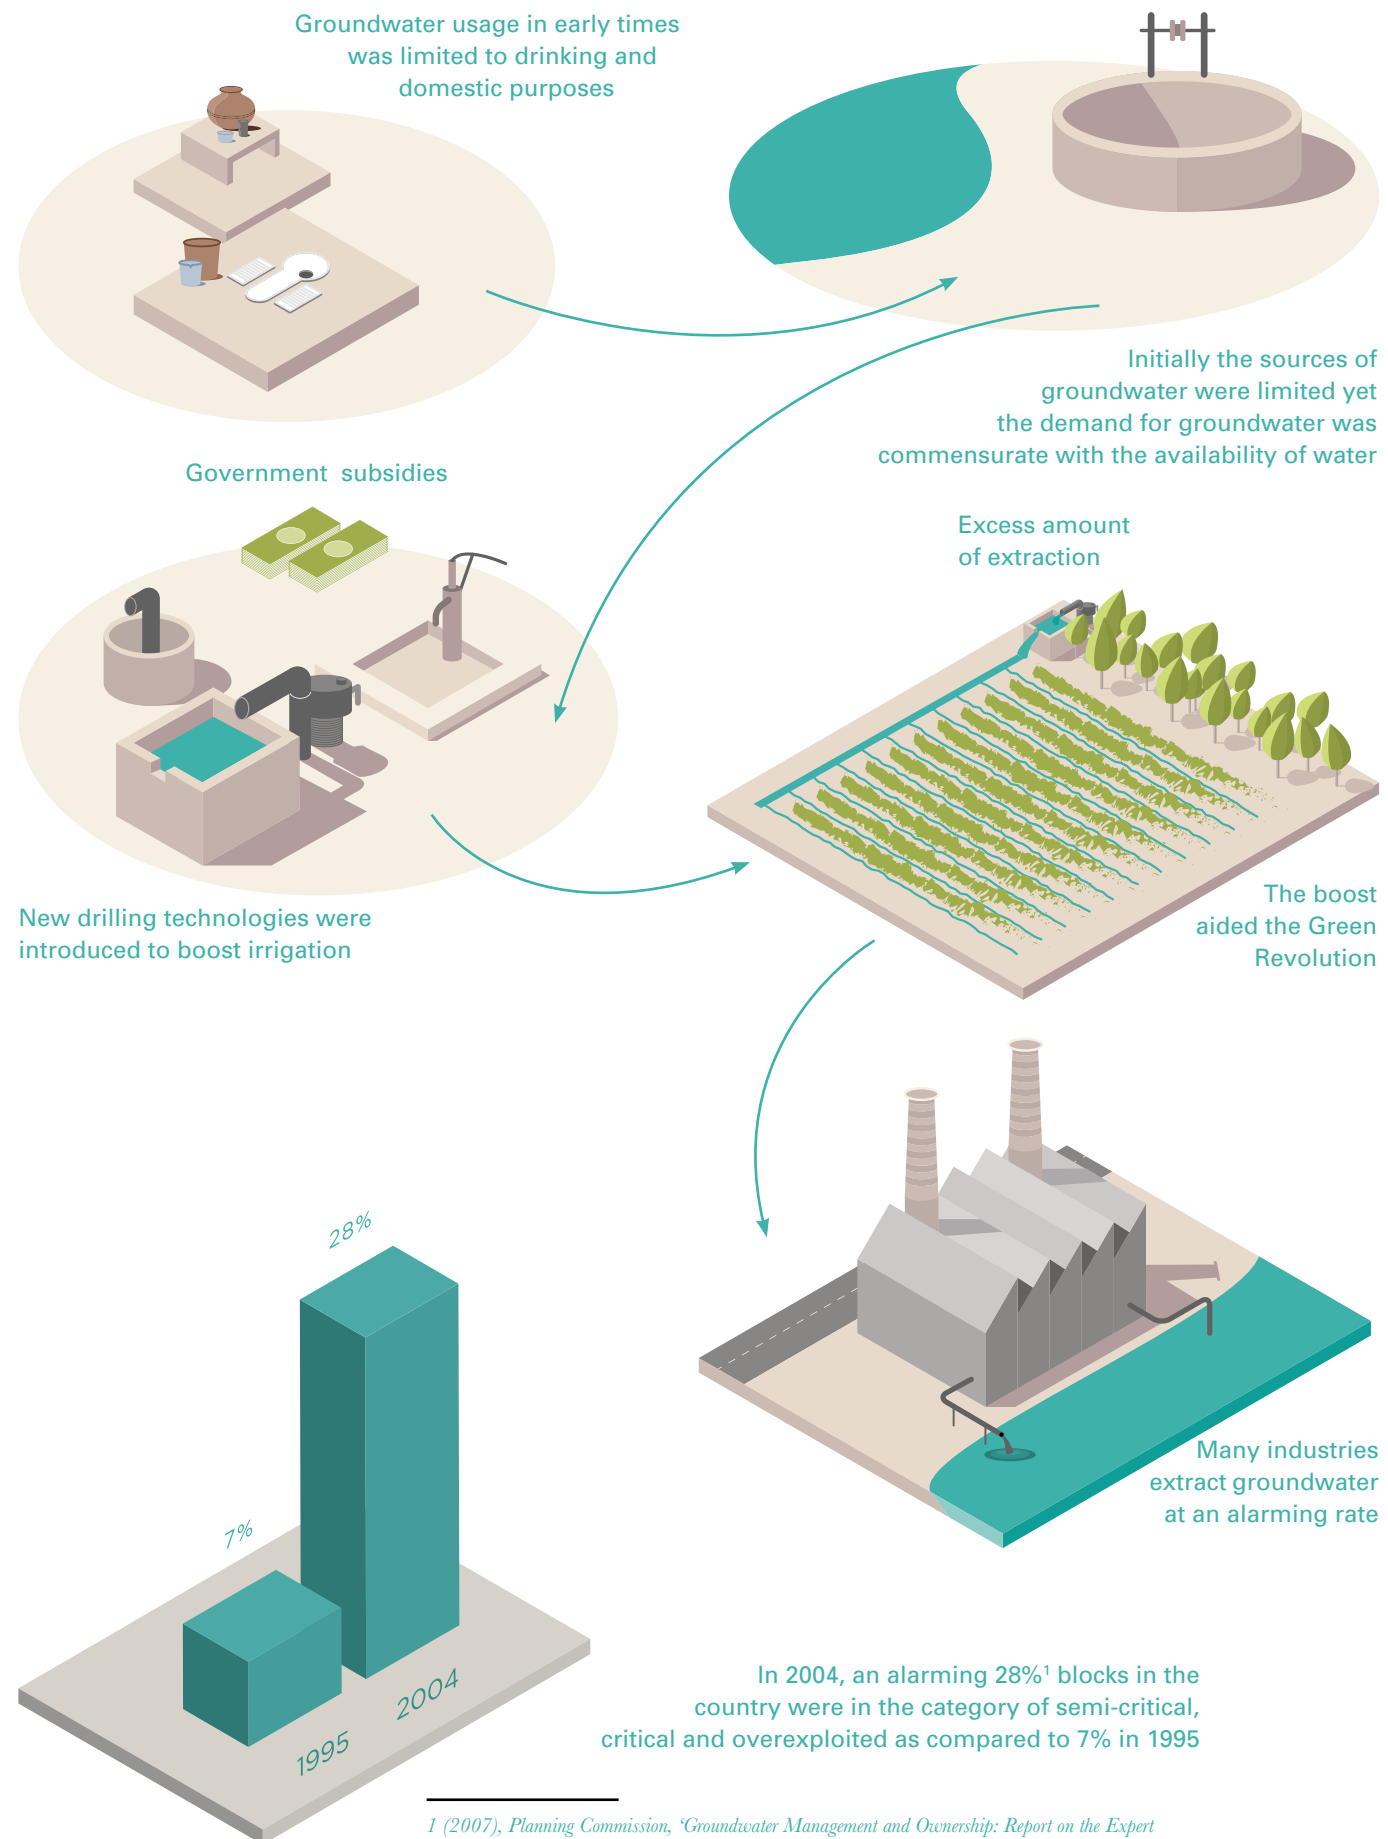 Groundwater usage in early times
was limited to drinking and
domestic purposes
Initially the sources of
groundwater were limited yet
the demand for groundwater was
commensurate with the availability of water
Government subsidies
New drilling technologies were
introduced to boost irrigation
Excess amount
of extraction
The boost
aided the Green
Revolution
Many industries
extract groundwater
at an alarming rate
28%
7%
2004
1995
In 2004, an alarming 28%¹ blocks in the
country were in the category of semi-critical,
critical and overexploited as compared to 7% in 1995
1 (2007), Planning Commission, ‘Groundwater Management and Ownership: Report on the Expert